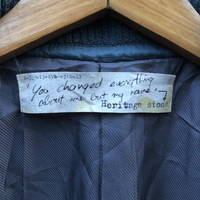 "You changed everything
about me but my name."
Heritage stone